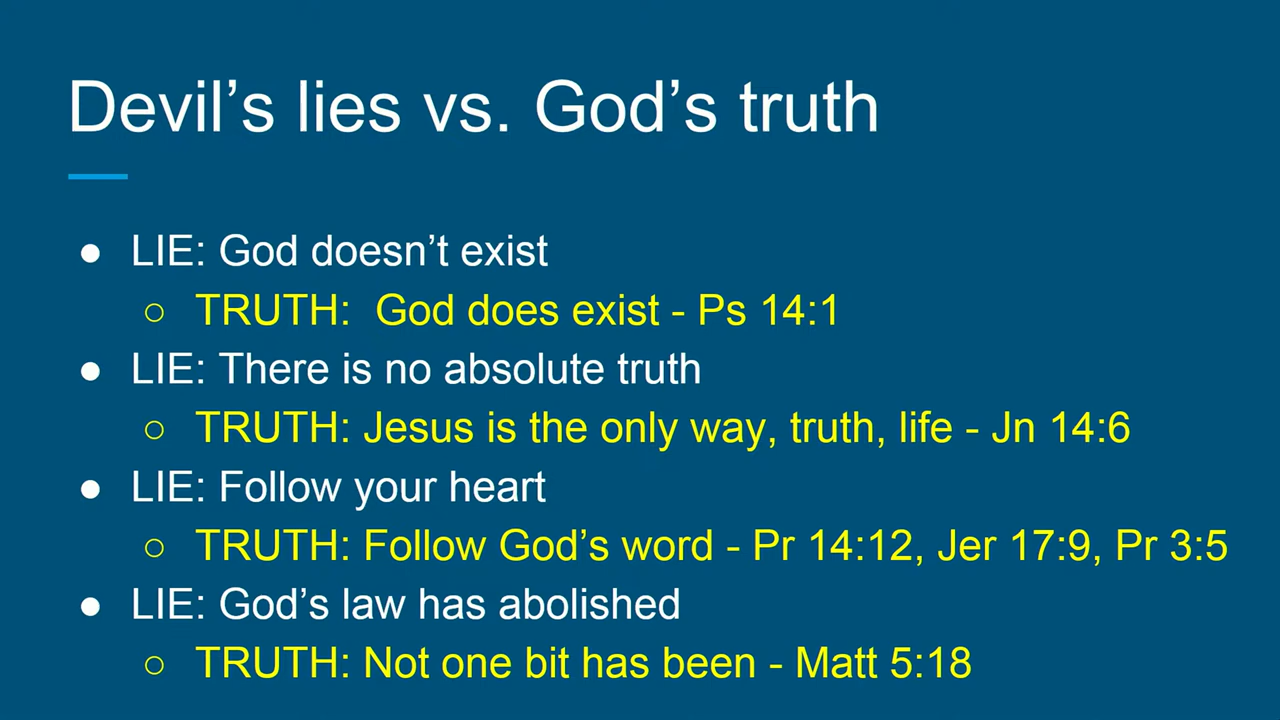 Devil’s lies vs. God’s truth
● LIE: God doesn’t exist
○ TRUTH:  God does exist - Ps 14:1
● LIE: There is no absolute truth
○ TRUTH: Jesus is the only way, truth, life - Jn 14:6
● LIE: Follow your heart
○ TRUTH: Follow God’s word - Pr 14:12, Jer 17:9, Pr 3:5
● LIE: God’s law has abolished
○ TRUTH: Not one bit has been - Matt 5:18